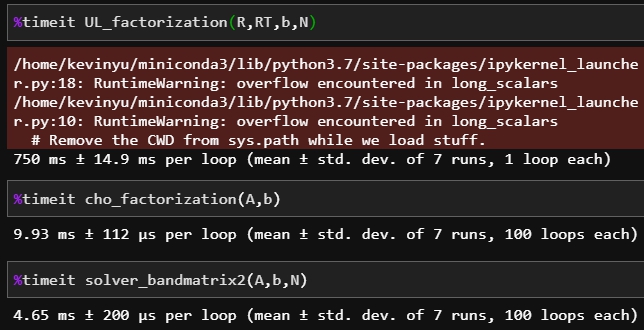 %timeit UL_factorization(R,RT,b,N)
/home/kevinyu/miniconda3/lib/python3.7/site-packages/ipykernel_launche
r.py:18: RuntimeWarning: overflow encountered in long_scalars
/home/kevinyu/miniconda3/lib/python3.7/site-packages/ipykernel_launche
r.py:10: RuntimeWarning: overflow encountered in long_scalars
  # Remove the CWD from sys.path while we load stuff.
750 ms ± 14.9 ms per loop (mean ± std. dev. of 7 runs, 1 loop each)
%timeit cho_factorization(A,b)
9.93 ms ± 112 µs per loop (mean ± std. dev. of 7 runs, 100 loops each)
%timeit solver_bandmatrix2(A,b,N)
4.65 ms ± 200 µs per loop (mean ± std. dev. of 7 runs, 100 loops each)